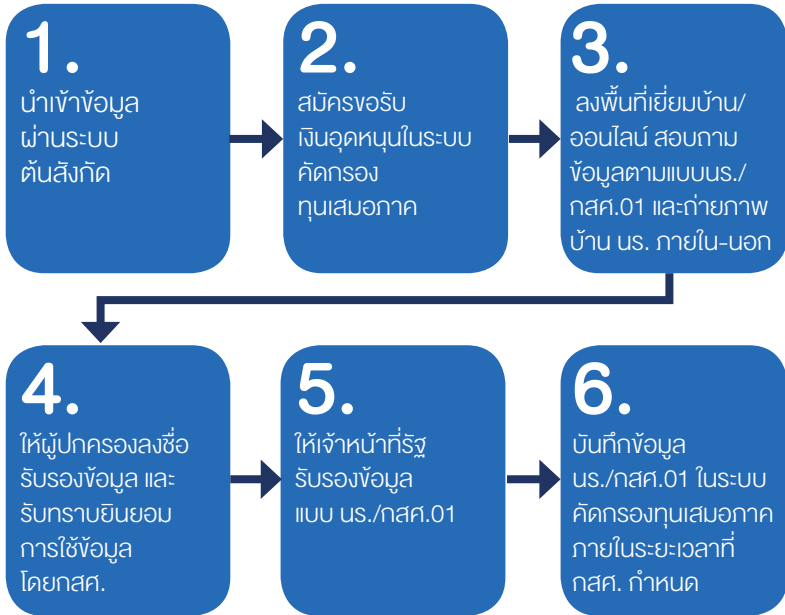 1.
นำเข้าข้อมูล
ผ่านระบบ
ต้นสังกัด
2.
สมัครขอรับ
เงินอุดหนุนในระบบ
คัดกรอง
ทุนเสมอภาค
3.
ลงพื้นที่เยี่ยมบ้าน/
ออนไลน์ สอบถาม
ข้อมูลตามแบบนร./
กสศ.01 และถ่ายภาพ
บ้าน นร. ภายใน-นอก
4.
ให้ผู้ปกครองลงชื่อ
รับรองข้อมูล และ
รับทราบยินยอม
การใช้ข้อมูล
โดยกสศ.
5.
ให้เจ้าหน้าที่รัฐ
รับรองข้อมูล
แบบ นร./กสศ.01
6.
บันทึกข้อมูล
นร./กสศ.01 ในระบบ
คัดกรองทุนเสมอภาค
ภายในระยะเวลาที่
กสศ. กำหนด